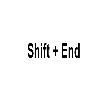 Shift + End